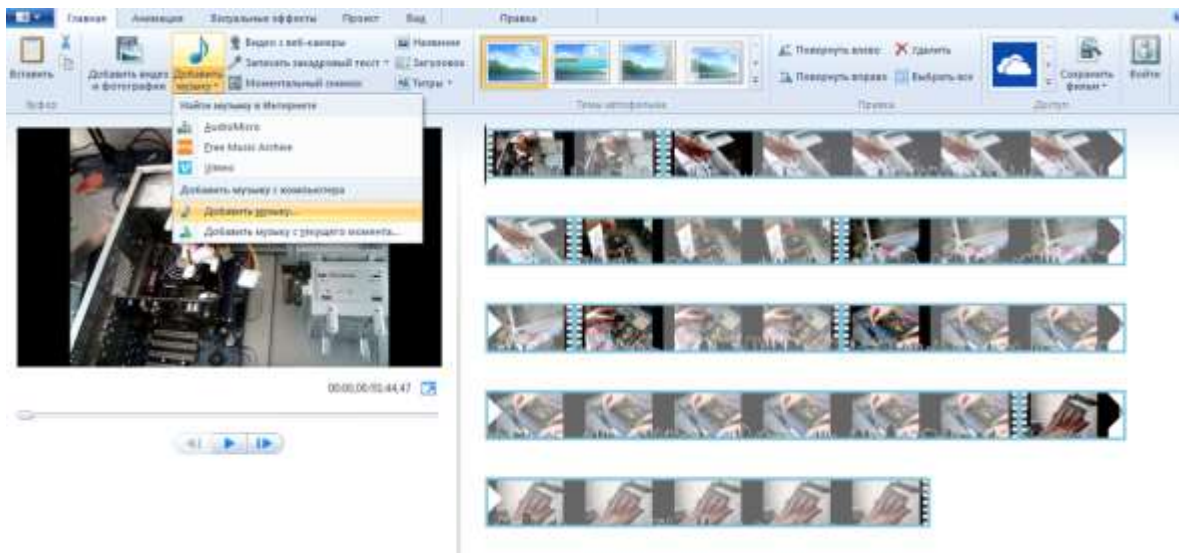 Главная Анимация Визуальные эффекты Проект Вид Правка
Вставить
Добавить видео и фотографии
Добавить музыку
Видео с веб-камеры
Записать закадровый текст
Моментальный снимок
Название
Заголовок
Титры
Повернуть влево
Повернуть вправо
Удалить
Выбрать все
Сохранить фильм
Войти
Буфер
Темы автофильма
Правка
Доступ
Найти музыку в Интернете
AudioMicro
Free Music Archive
Vimeo
Добавить музыку с компьютера
Добавить музыку...
Добавить музыку с текущего момента...